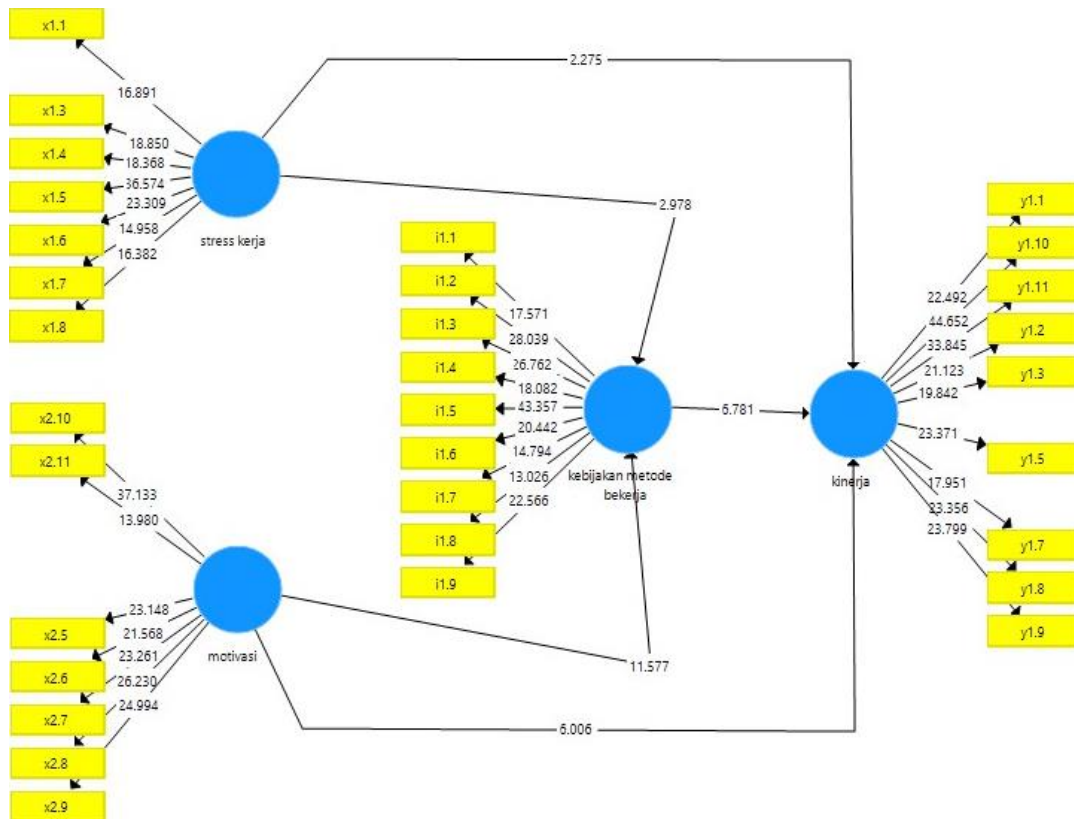 x1.1
x1.3
x1.4
x1.5
x1.6
x1.7
x1.8
16.891
18.850
18.368
36.574
23.309
14.958
16.382
stress kerja
2.275
2.978
x2.10
x2.11
x2.5
x2.6
x2.7
x2.8
x2.9
37.133
13.980
23.148
21.568
23.261
26.230
24.994
motivasi
11.577
6.006
i1.1
i1.2
i1.3
i1.4
i1.5
i1.6
i1.7
i1.8
i1.9
17.571
28.039
26.762
18.082
43.357
20.442
14.794
13.026
22.566
kebijakan metode
bekerja
6.781
kinerja
22.492
44.652
33.845
21.123
19.842
23.371
17.951
23.356
23.799
y1.1
y1.10
y1.11
y1.2
y1.3
y1.5
y1.7
y1.8
y1.9